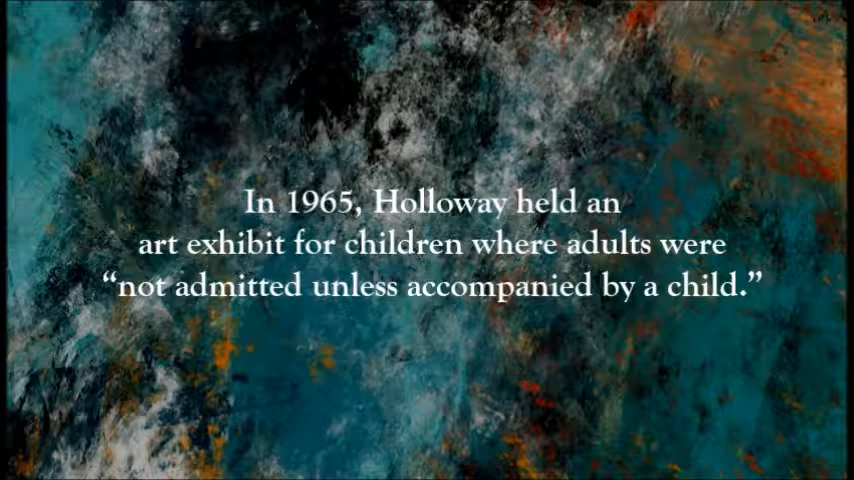 In 1965, Holloway held an
art exhibit for children where adults were
“not admitted unless accompanied by a child.”